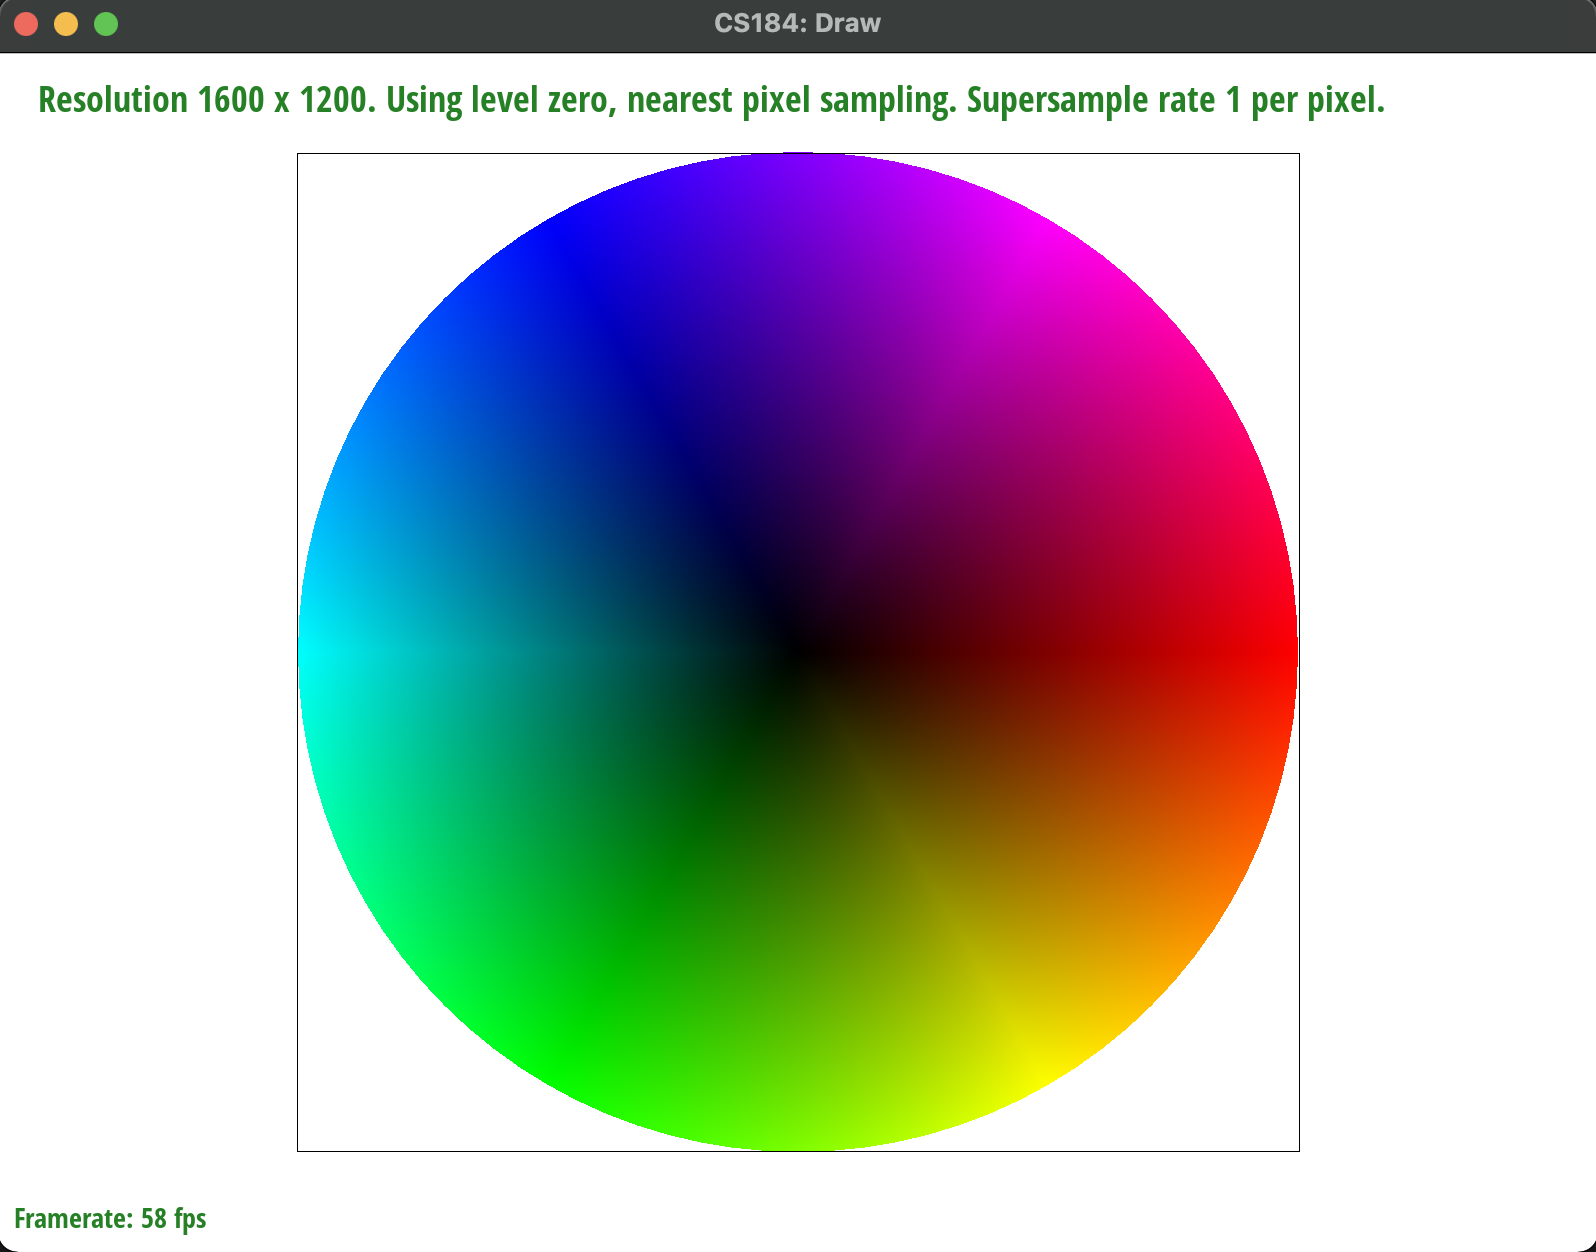 CS184: Draw
Resolution 1600 x 1200. Using level zero, nearest pixel sampling. Supersample rate 1 per pixel.
Framerate: 58 fps